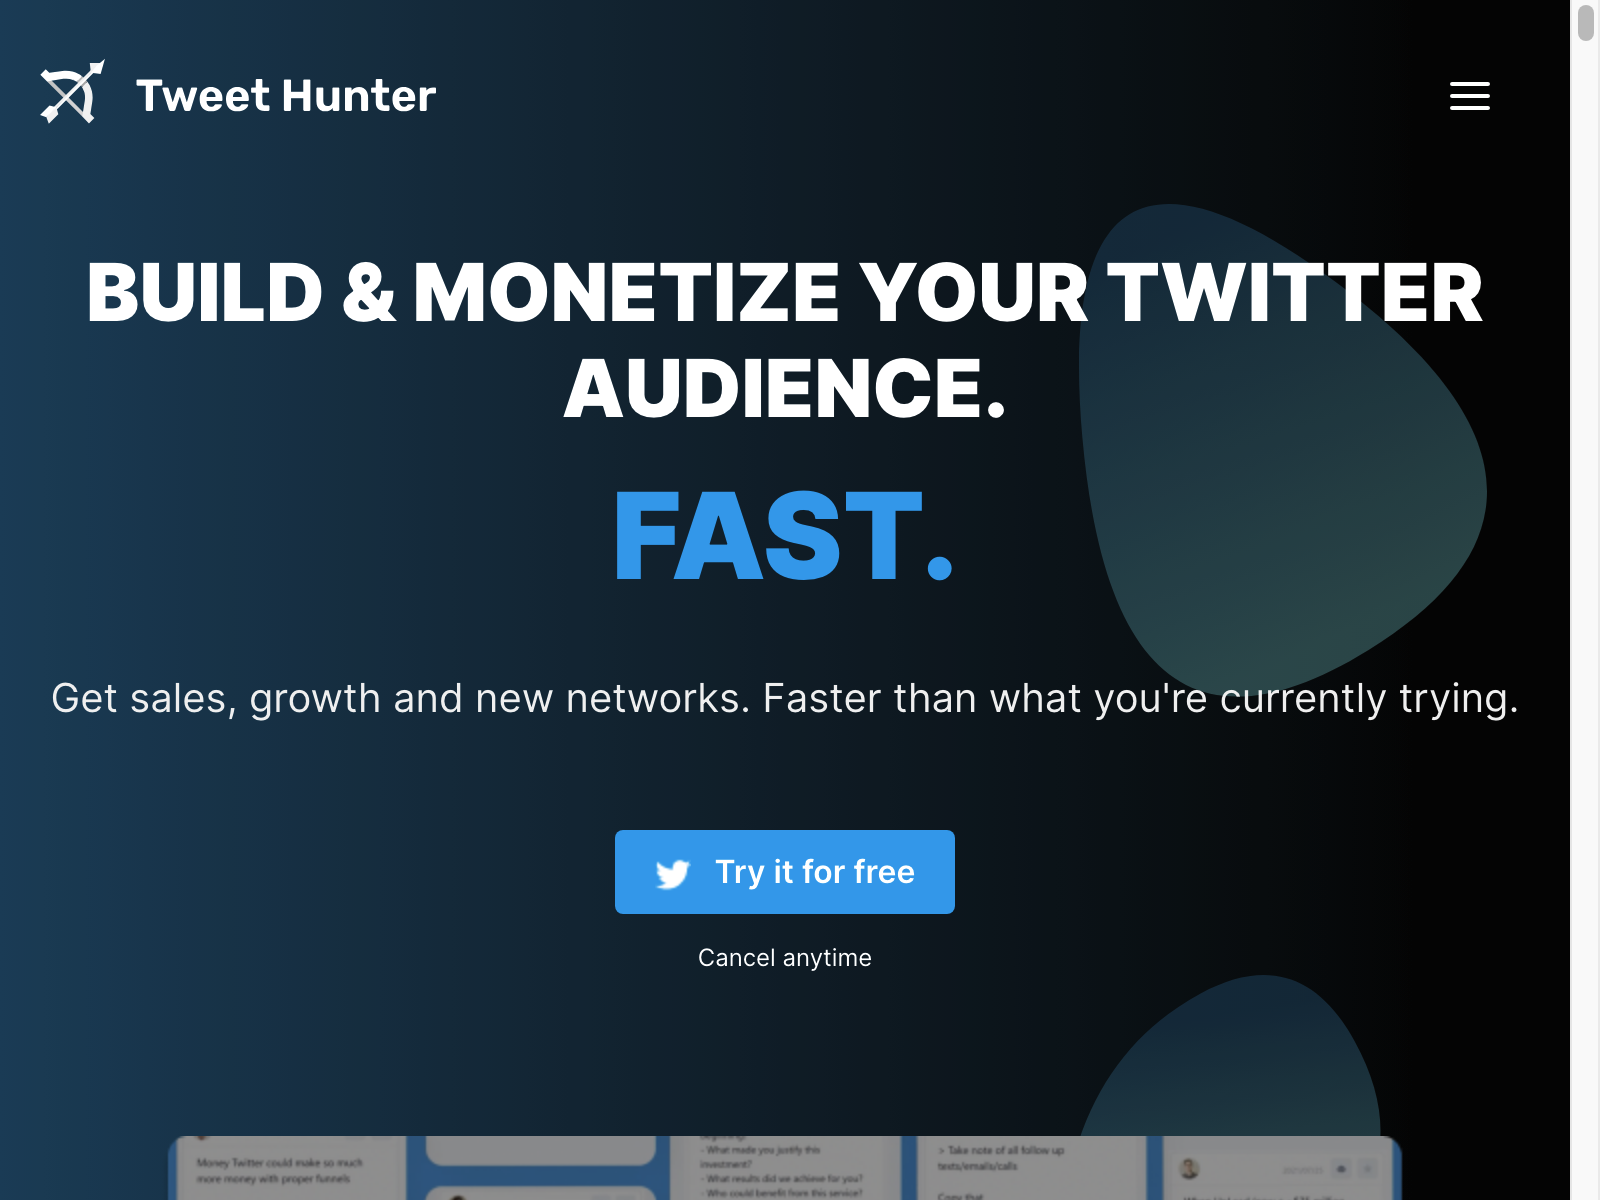 Tweet Hunter
BUILD & MONETIZE YOUR TWITTER
AUDIENCE.
FAST.
Get sales, growth and new networks. Faster than what you're currently trying.
Try it for free
Cancel anytime
Money Twitter could make so much
more money with proper funnels
- What made you justify this
investment?
- What results did we achieve for you?
- Who could benefit from this service?
> Take note of all follow up
texts/emails/calls
Copy that